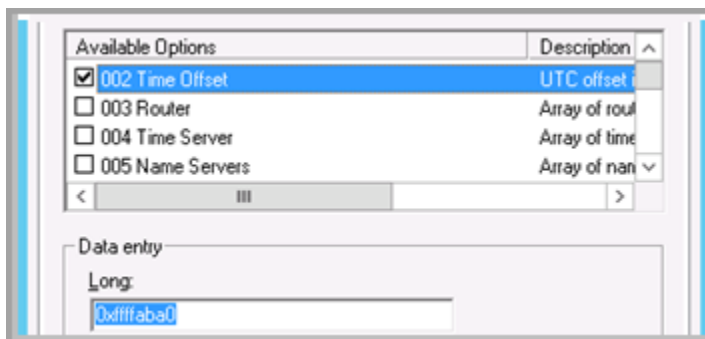 Available Options Description
002 Time Offset UTC offset i
003 Router Array of rout
004 Time Server Array of time
005 Name Servers Array of nan
Data entry
Long:
0xffffaba0